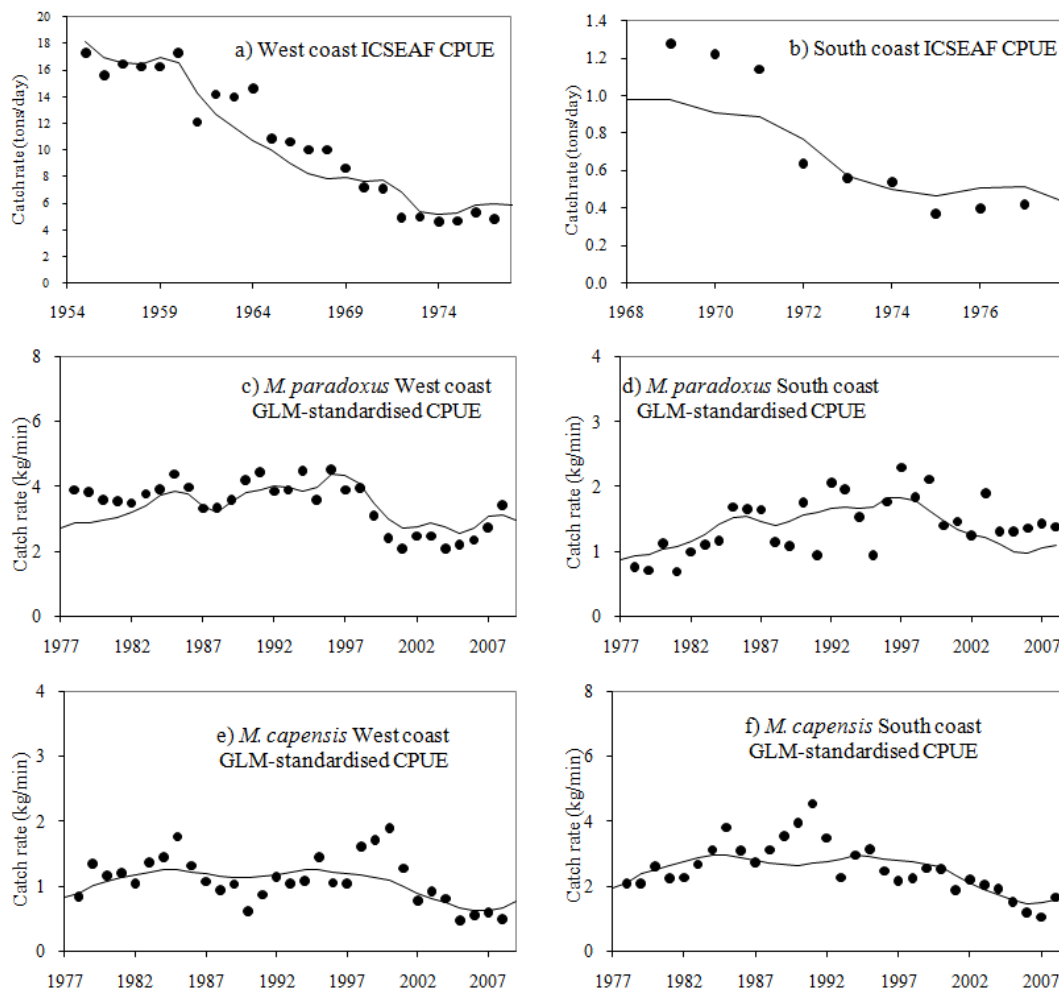 a) West coast ICSEAF CPUE
Catch rate (tons/day)
20
18
16
14
12
10
8
6
4
2
0
1954 1959 1964 1969 1974
b) South coast ICSEAF CPUE
Catch rate (tons/day)
1.4
1.2
1.0
0.8
0.6
0.4
0.2
0.0
1968 1970 1972 1974 1976
c) M. paradoxus West coast
GLM-standardised CPUE
Catch rate (kg/min)
8
6
4
2
0
1977 1982 1987 1992 1997 2002 2007
d) M. paradoxus South coast
GLM-standardised CPUE
Catch rate (kg/min)
4
3
2
1
0
1977 1982 1987 1992 1997 2002 2007
e) M. capensis West coast
GLM-standardised CPUE
Catch rate (kg/min)
4
3
2
1
0
1977 1982 1987 1992 1997 2002 2007
f) M. capensis South coast
GLM-standardised CPUE
Catch rate (kg/min)
8
6
4
2
0
1977 1982 1987 1992 1997 2002 2007